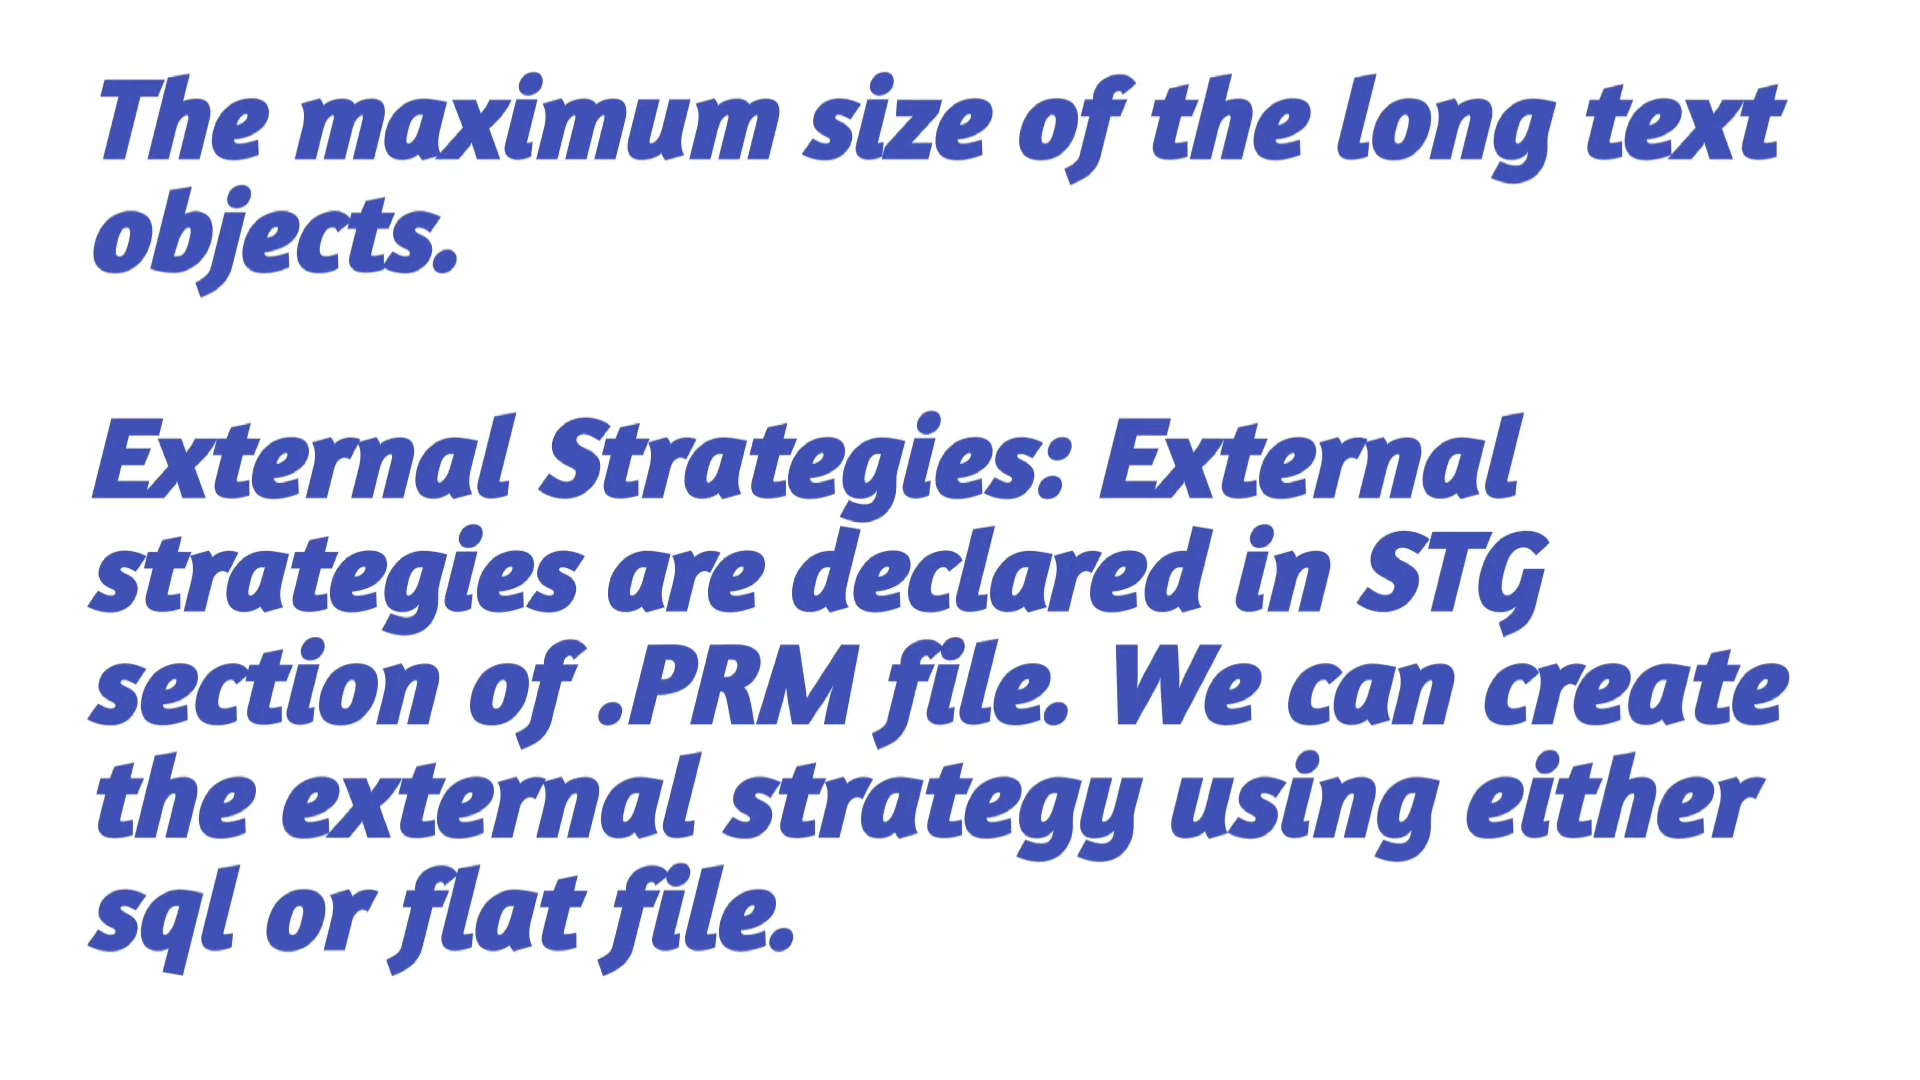 The maximum size of the long text
objects.
External Strategies: External
strategies are declared in STG
section of .PRM file. We can create
the external strategy using either
sql or flat file.